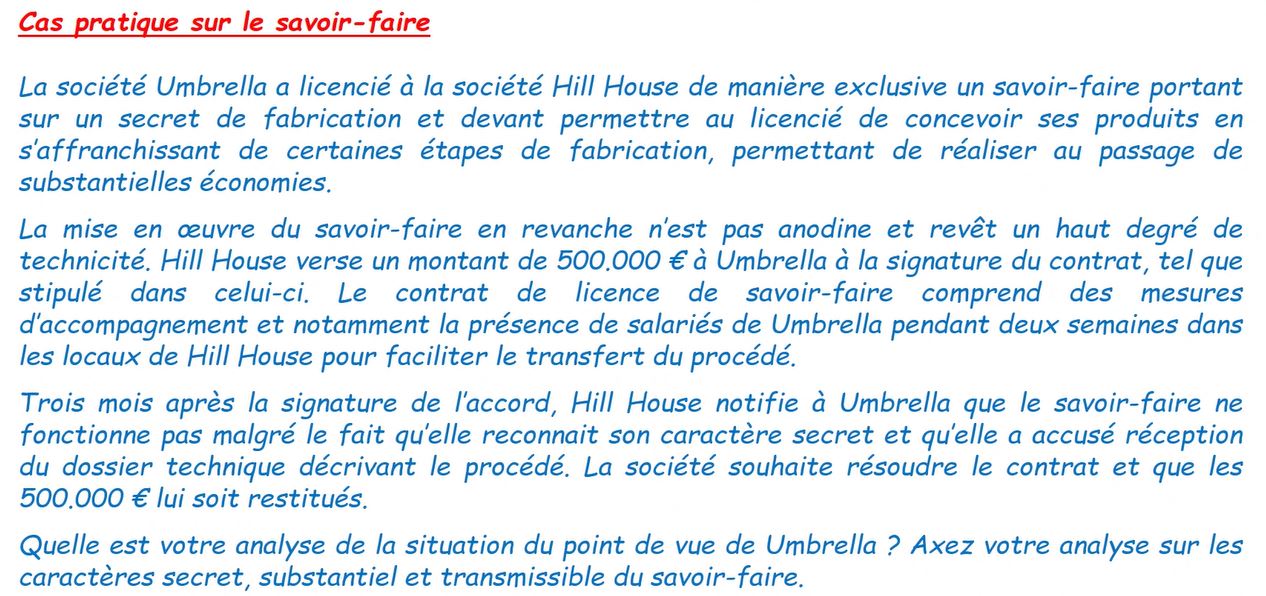 Cas pratique sur le savoir-faire
La société Umbrella a licencié à la société Hill House de manière exclusive un savoir-faire portant
sur un secret de fabrication et devant permettre au licencié de concevoir ses produits en
s'affranchissant de certaines étapes de fabrication, permettant de réaliser au passage de
substantielles économies.
La mise en œuvre du savoir-faire en revanche n'est pas anodine et revêt un haut degré de
technicité. Hill House verse un montant de 500.000 € à Umbrella à la signature du contrat, tel que
stipulé dans celui-ci. Le contrat de licence de savoir-faire comprend des mesures
d'accompagnement et notamment la présence de salariés de Umbrella pendant deux semaines dans
les locaux de Hill House pour faciliter le transfert du procédé.
Trois mois après la signature de l'accord, Hill House notifie à Umbrella que le savoir-faire ne
fonctionne pas malgré le fait qu'elle reconnait son caractère secret et qu'elle a accusé réception
du dossier technique décrivant le procédé. La société souhaite résoudre le contrat et que les
500.000 € lui soit restitués.
Quelle est votre analyse de la situation du point de vue de Umbrella ? Axez votre analyse sur les
caractères secret, substantiel et transmissible du savoir-faire.